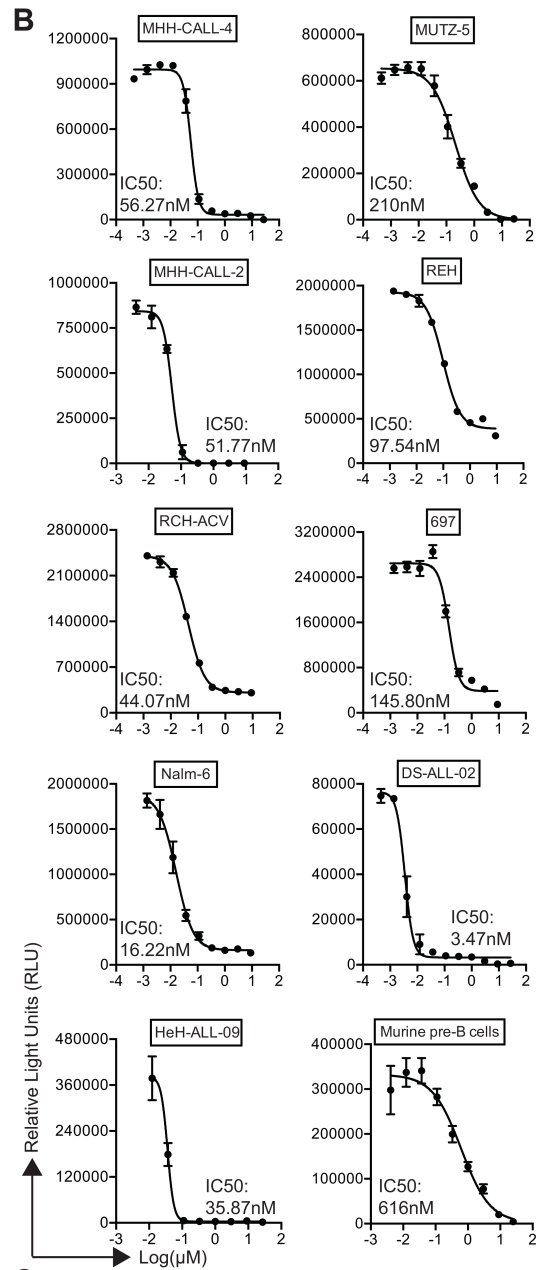 B
MHH-CALL-4
1200000
900000
600000
300000
0
-4 -3 -2 -1 0 1 2
IC50:
56.27nM
MUTZ-5
800000
600000
400000
200000
0
-4 -3 -2 -1 0 1 2
IC50:
210nM
MHH-CALL-2
1000000
750000
500000
250000
0
-3 -2 -1 0 1 2
IC50:
51.77nM
REH
2000000
1500000
1000000
500000
0
-4 -3 -2 -1 0 1 2
IC50:
97.54nM
RCH-ACV
2800000
2100000
1400000
700000
0
-4 -3 -2 -1 0 1 2
IC50:
44.07nM
697
3200000
2400000
1600000
800000
0
-4 -3 -2 -1 0 1 2
IC50:
145.80nM
Nalm-6
2000000
1500000
1000000
500000
0
-4 -3 -2 -1 0 1 2
IC50:
16.22nM
DS-ALL-02
80000
60000
40000
20000
0
-4 -3 -2 -1 0 1 2
IC50:
3.47nM
HeH-ALL-09
480000
360000
240000
120000
0
-3 -2 -1 0 1 2
IC50:
35.87nM
Murine pre-B cells
400000
300000
200000
100000
0
-3 -2 -1 0 1 2
IC50:
616nM
Relative Light Units (RLU)
Log(μM)